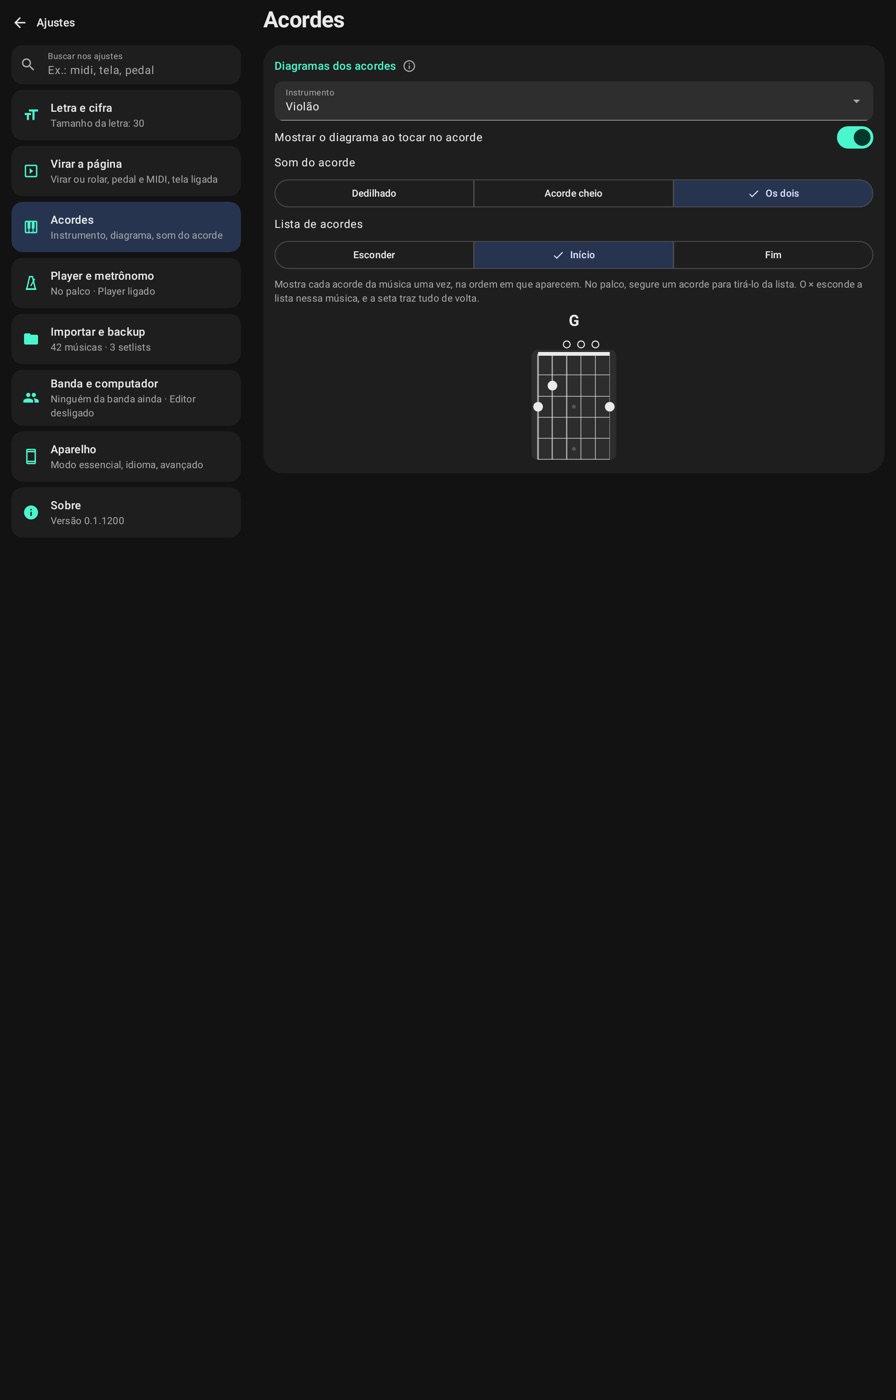 Ajustes
Buscar nos ajustes
Ex.: midi, tela, pedal
Letra e cifra
Tamanho da letra: 30
Virar a página
Virar ou rolar, pedal e MIDI, tela ligada
Acordes
Instrumento, diagrama, som do acorde
Player e metrônomo
No palco · Player ligado
Importar e backup
42 músicas · 3 setlists
Banda e computador
Ninguém da banda ainda · Editor
desligado
Aparelho
Modo essencial, idioma, avançado
Sobre
Versão 0.1.1200
Acordes
Diagramas dos acordes
Instrumento
Violão
Mostrar o diagrama ao tocar no acorde
Som do acorde
Dedilhado
Acorde cheio
Os dois
Lista de acordes
Esconder
Início
Fim
Mostra cada acorde da música uma vez, na ordem em que aparecem. No palco, segure um acorde para tirá-lo da lista. O × esconde a
lista nessa música, e a seta traz tudo de volta.
G